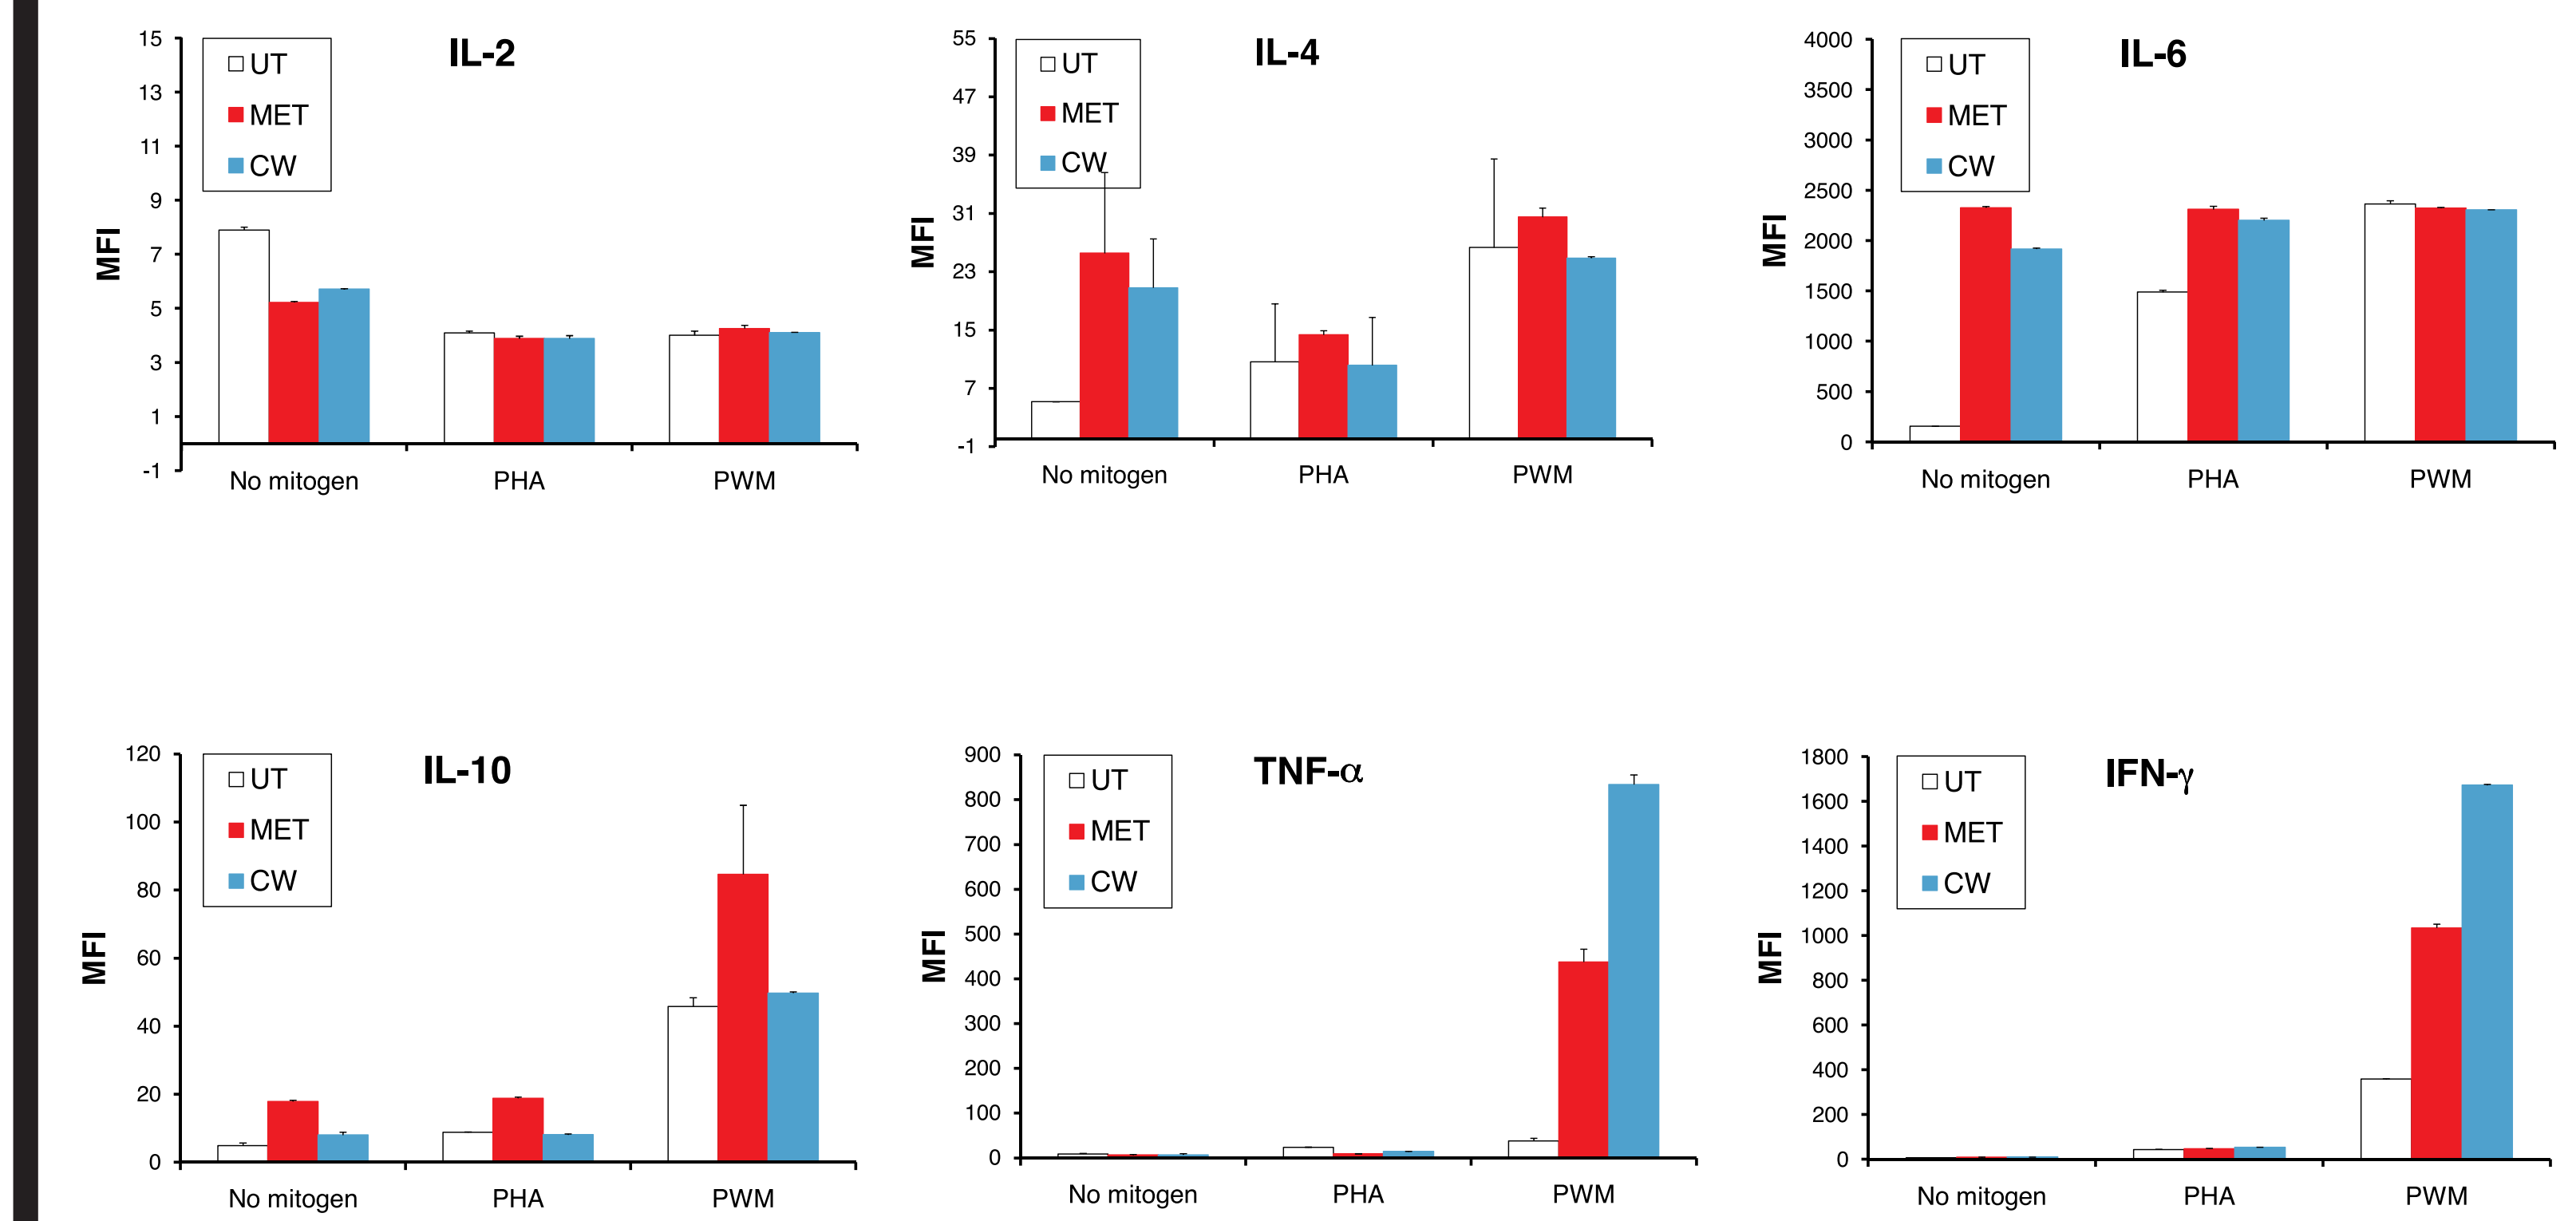 IL-2
15
13
11
9
7
5
3
1
-1
MFI
UT
MET
CW
No mitogen PHA PWM
IL-4
55
47
39
31
23
15
7
-1
MFI
UT
MET
CW
No mitogen PHA PWM
IL-6
4000
3500
3000
2500
2000
1500
1000
500
0
MFI
UT
MET
CW
No mitogen PHA PWM
IL-10
120
100
80
60
40
20
0
MFI
UT
MET
CW
No mitogen PHA PWM
TNF-α
900
800
700
600
500
400
300
200
100
0
MFI
UT
MET
CW
No mitogen PHA PWM
IFN-γ
1800
1600
1400
1200
1000
800
600
400
200
0
MFI
UT
MET
CW
No mitogen PHA PWM